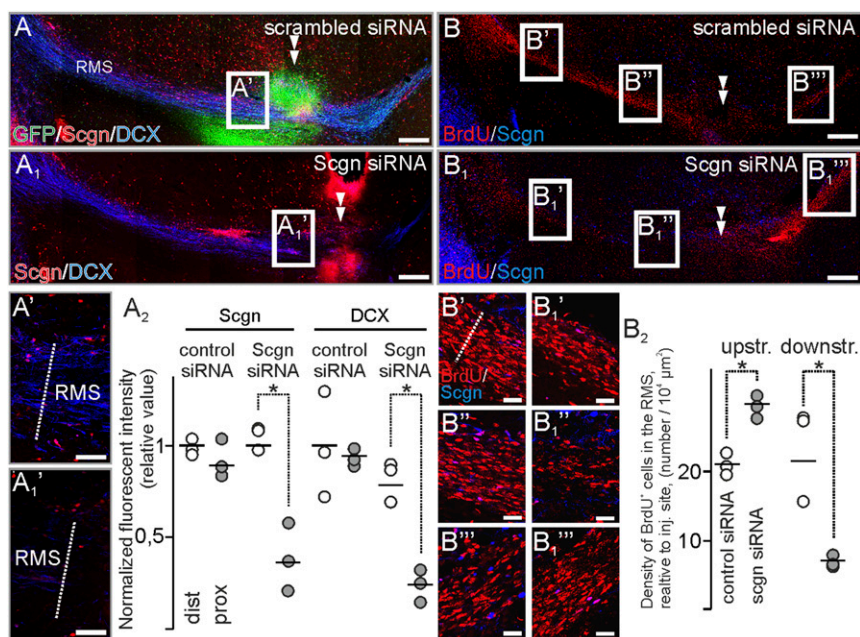 A
scrambled siRNA
RMS
A'
GFP/Scgn/DCX
B
scrambled siRNA
B'
B''
B'''
BrdU/Scgn
A₁
Scgn siRNA
A₁'
Scgn/DCX
B₁
Scgn siRNA
B₁'
B₁''
B₁'''
BrdU/Scgn
A'
RMS
A₁'
RMS
A₂
Scgn
DCX
control siRNA
Scgn siRNA
control siRNA
Scgn siRNA
*
*
Normalized fluorescent intensity
(relative value)
1
0,5
dist
prox
B'
BrdU/
Scgn
B₁'
B''
B₁''
B'''
B₁'''
B₂
upstr.
downstr.
*
*
Density of BrdU⁺ cells in the RMS,
realtive to inj. site, (number / 10⁴ µm²)
20
10
control siRNA
scgn siRNA